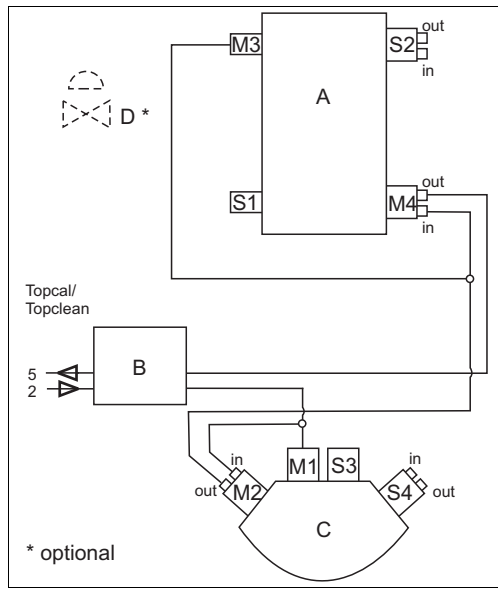 M3
S2
out
in
A
D *
S1
M4
out
in
Topcal/
Topclean
5
2
B
in
out
M2
M1
S3
S4
in
out
C
* optional